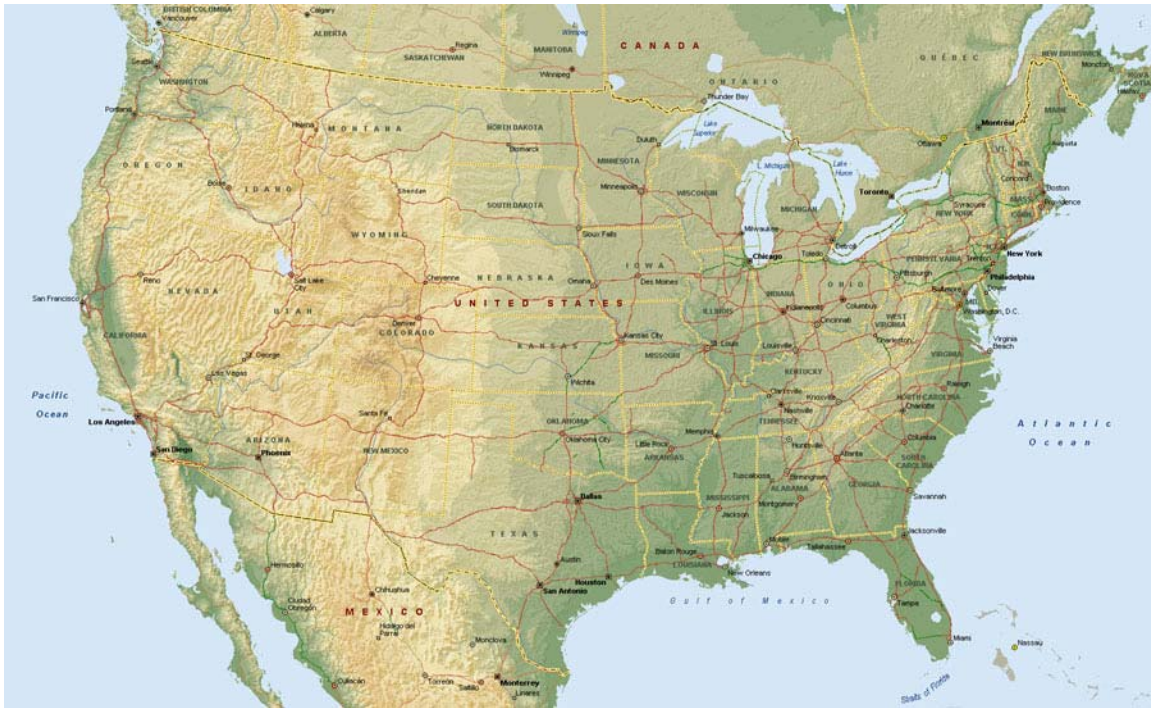 BRITISH COLUMBIA
Vancouver
Calgary
ALBERTA
Regina
SASKATCHEWAN
Winnipeg
MANITOBA
Winnipeg
CANADA
ONTARIO
Thunder Bay
QUÉBEC
NEW BRUNSWICK
Moncton
NOVA
SCOTIA
Halifax
Seattle
WASHINGTON
Portland
Helena
MONTANA
NORTH DAKOTA
Bismarck
Duluth
Lake
Superior
MINNESOTA
Minneapolis
WISCONSIN
L. Michigan
Lake
Huron
Ottawa
Montréal
MAINE
Augusta
VT.
Concord
Boston
MASS.
Providence
CONN.
Toronto
Syracuse
NEW YORK
OREGON
Boise
IDAHO
Sheridan
WYOMING
SOUTH DAKOTA
Sioux Falls
MICHIGAN
Milwaukee
Chicago
Detroit
Toledo
New York
PENNSYLVANIA
Trenton
Philadelphia
Pittsburgh
Baltimore
Dover
MD.
Washington, D.C.
San Francisco
Reno
NEVADA
Salt Lake
City
UTAH
Cheyenne
NEBRASKA
Omaha
IOWA
Des Moines
UNITED STATES
ILLINOIS
INDIANA
Indianapolis
OHIO
Columbus
Cincinnati
WEST
VIRGINIA
Charleston
CALIFORNIA
Denver
COLORADO
KANSAS
Kansas City
MISSOURI
St. Louis
Louisville
KENTUCKY
VIRGINIA
Virginia
Beach
St. George
Las Vegas
Wichita
Clarksville
Nashville
Knoxville
TENNESSEE
Raleigh
NORTH CAROLINA
Charlotte
Pacific
Ocean
Los Angeles
San Diego
ARIZONA
Phoenix
Santa Fe
NEW MEXICO
OKLAHOMA
Oklahoma City
Little Rock
ARKANSAS
Memphis
Huntsville
Columbia
SOUTH
CAROLINA
Atlantic
Ocean
Tuscaloosa
Birmingham
Atlanta
ALABAMA
Montgomery
GEORGIA
Savannah
Dallas
MISSISSIPPI
Jackson
TEXAS
Austin
Houston
San Antonio
Baton Rouge
LOUISIANA
New Orleans
Mobile
Tallahassee
Jacksonville
FLORIDA
Tampa
Miami
Nassau
Gulf of Mexico
Straits of Florida
Hermosillo
Ciudad
Obregón
Chihuahua
MEXICO
Hidalgo del
Parral
Monclova
Culiacán
Torreón
Saltillo
Monterrey
Linares